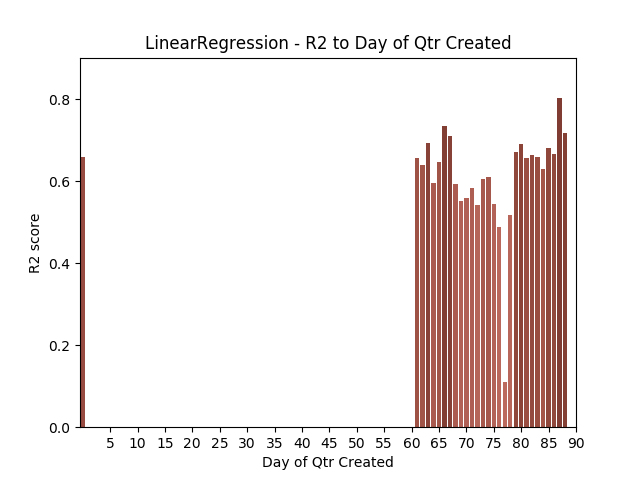 LinearRegression - R2 to Day of Qtr Created
0.8
0.6
0.4
0.2
0.0
R2 score
5 10 15 20 25 30 35 40 45 50 55 60 65 70 75 80 85 90
Day of Qtr Created